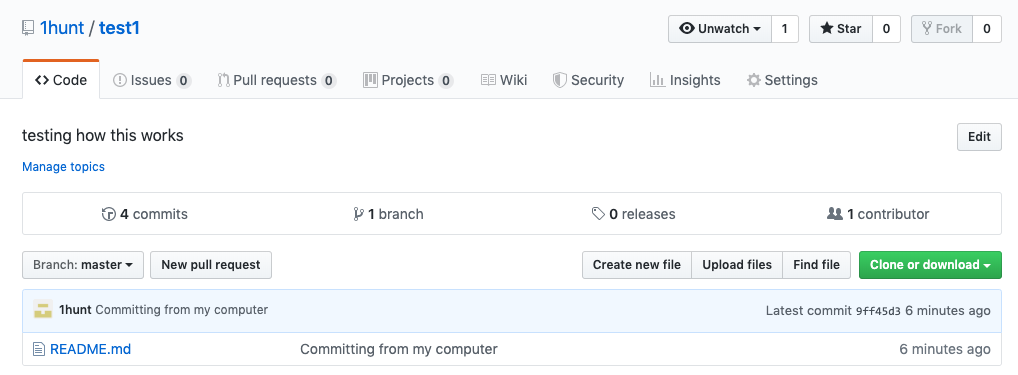 1hunt / test1 Unwatch 1 Star 0 Fork 0
Code Issues 0 Pull requests 0 Projects 0 Wiki Security Insights Settings
testing how this works Edit
Manage topics
4 commits 1 branch 0 releases 1 contributor
Branch: master New pull request Create new file Upload files Find file Clone or download
1hunt Committing from my computer Latest commit 9ff45d3 6 minutes ago
README.md Committing from my computer 6 minutes ago